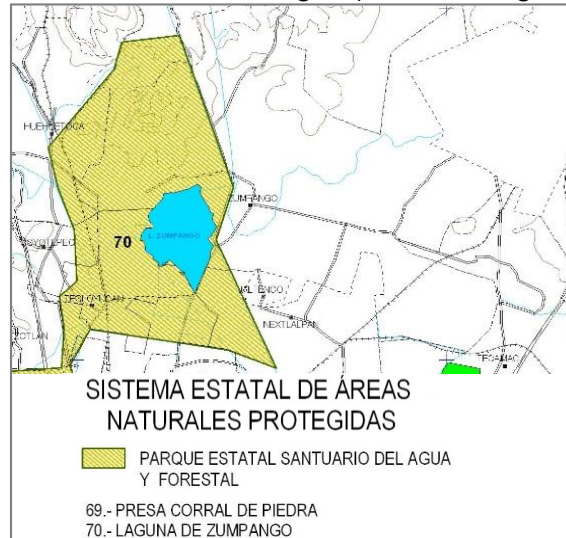 HUEHUETOCA
ZUMPANGO
L. ZUMPANGO
70
NEXTLALPAN
TECAMAC
SISTEMA ESTATAL DE ÁREAS
NATURALES PROTEGIDAS
PARQUE ESTATAL SANTUARIO DEL AGUA
Y FORESTAL
69.- PRESA CORRAL DE PIEDRA
70.- LAGUNA DE ZUMPANGO